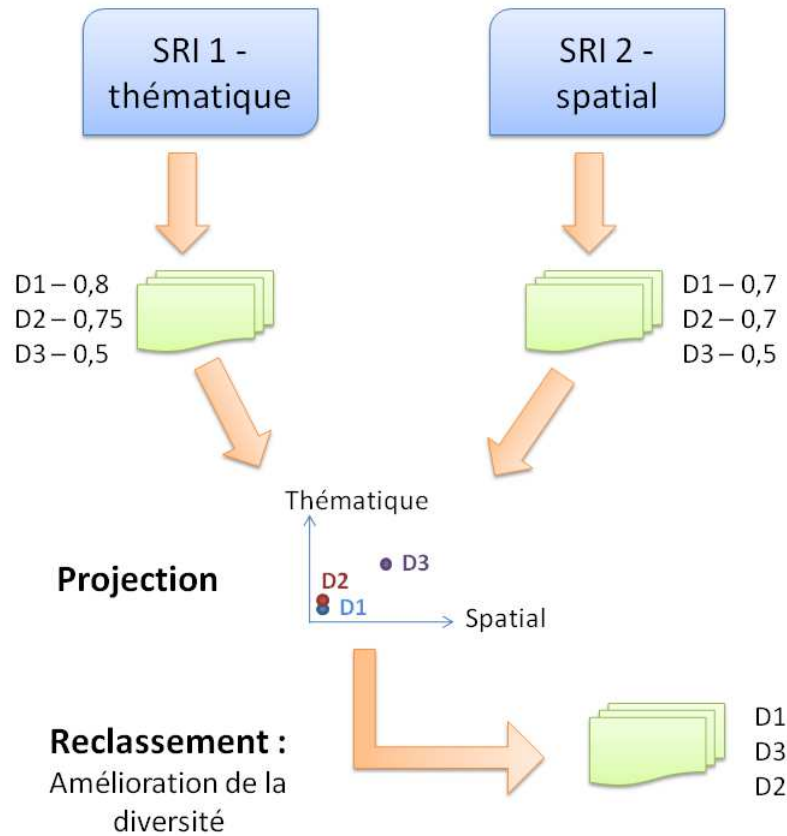 SRI 1 -
thématique
SRI 2 -
spatial
D1 – 0,8
D2 – 0,75
D3 – 0,5
D1 – 0,7
D2 – 0,7
D3 – 0,5
Thématique
Projection
D3
D2
D1
Spatial
Reclassement :
Amélioration de la
diversité
D1
D3
D2